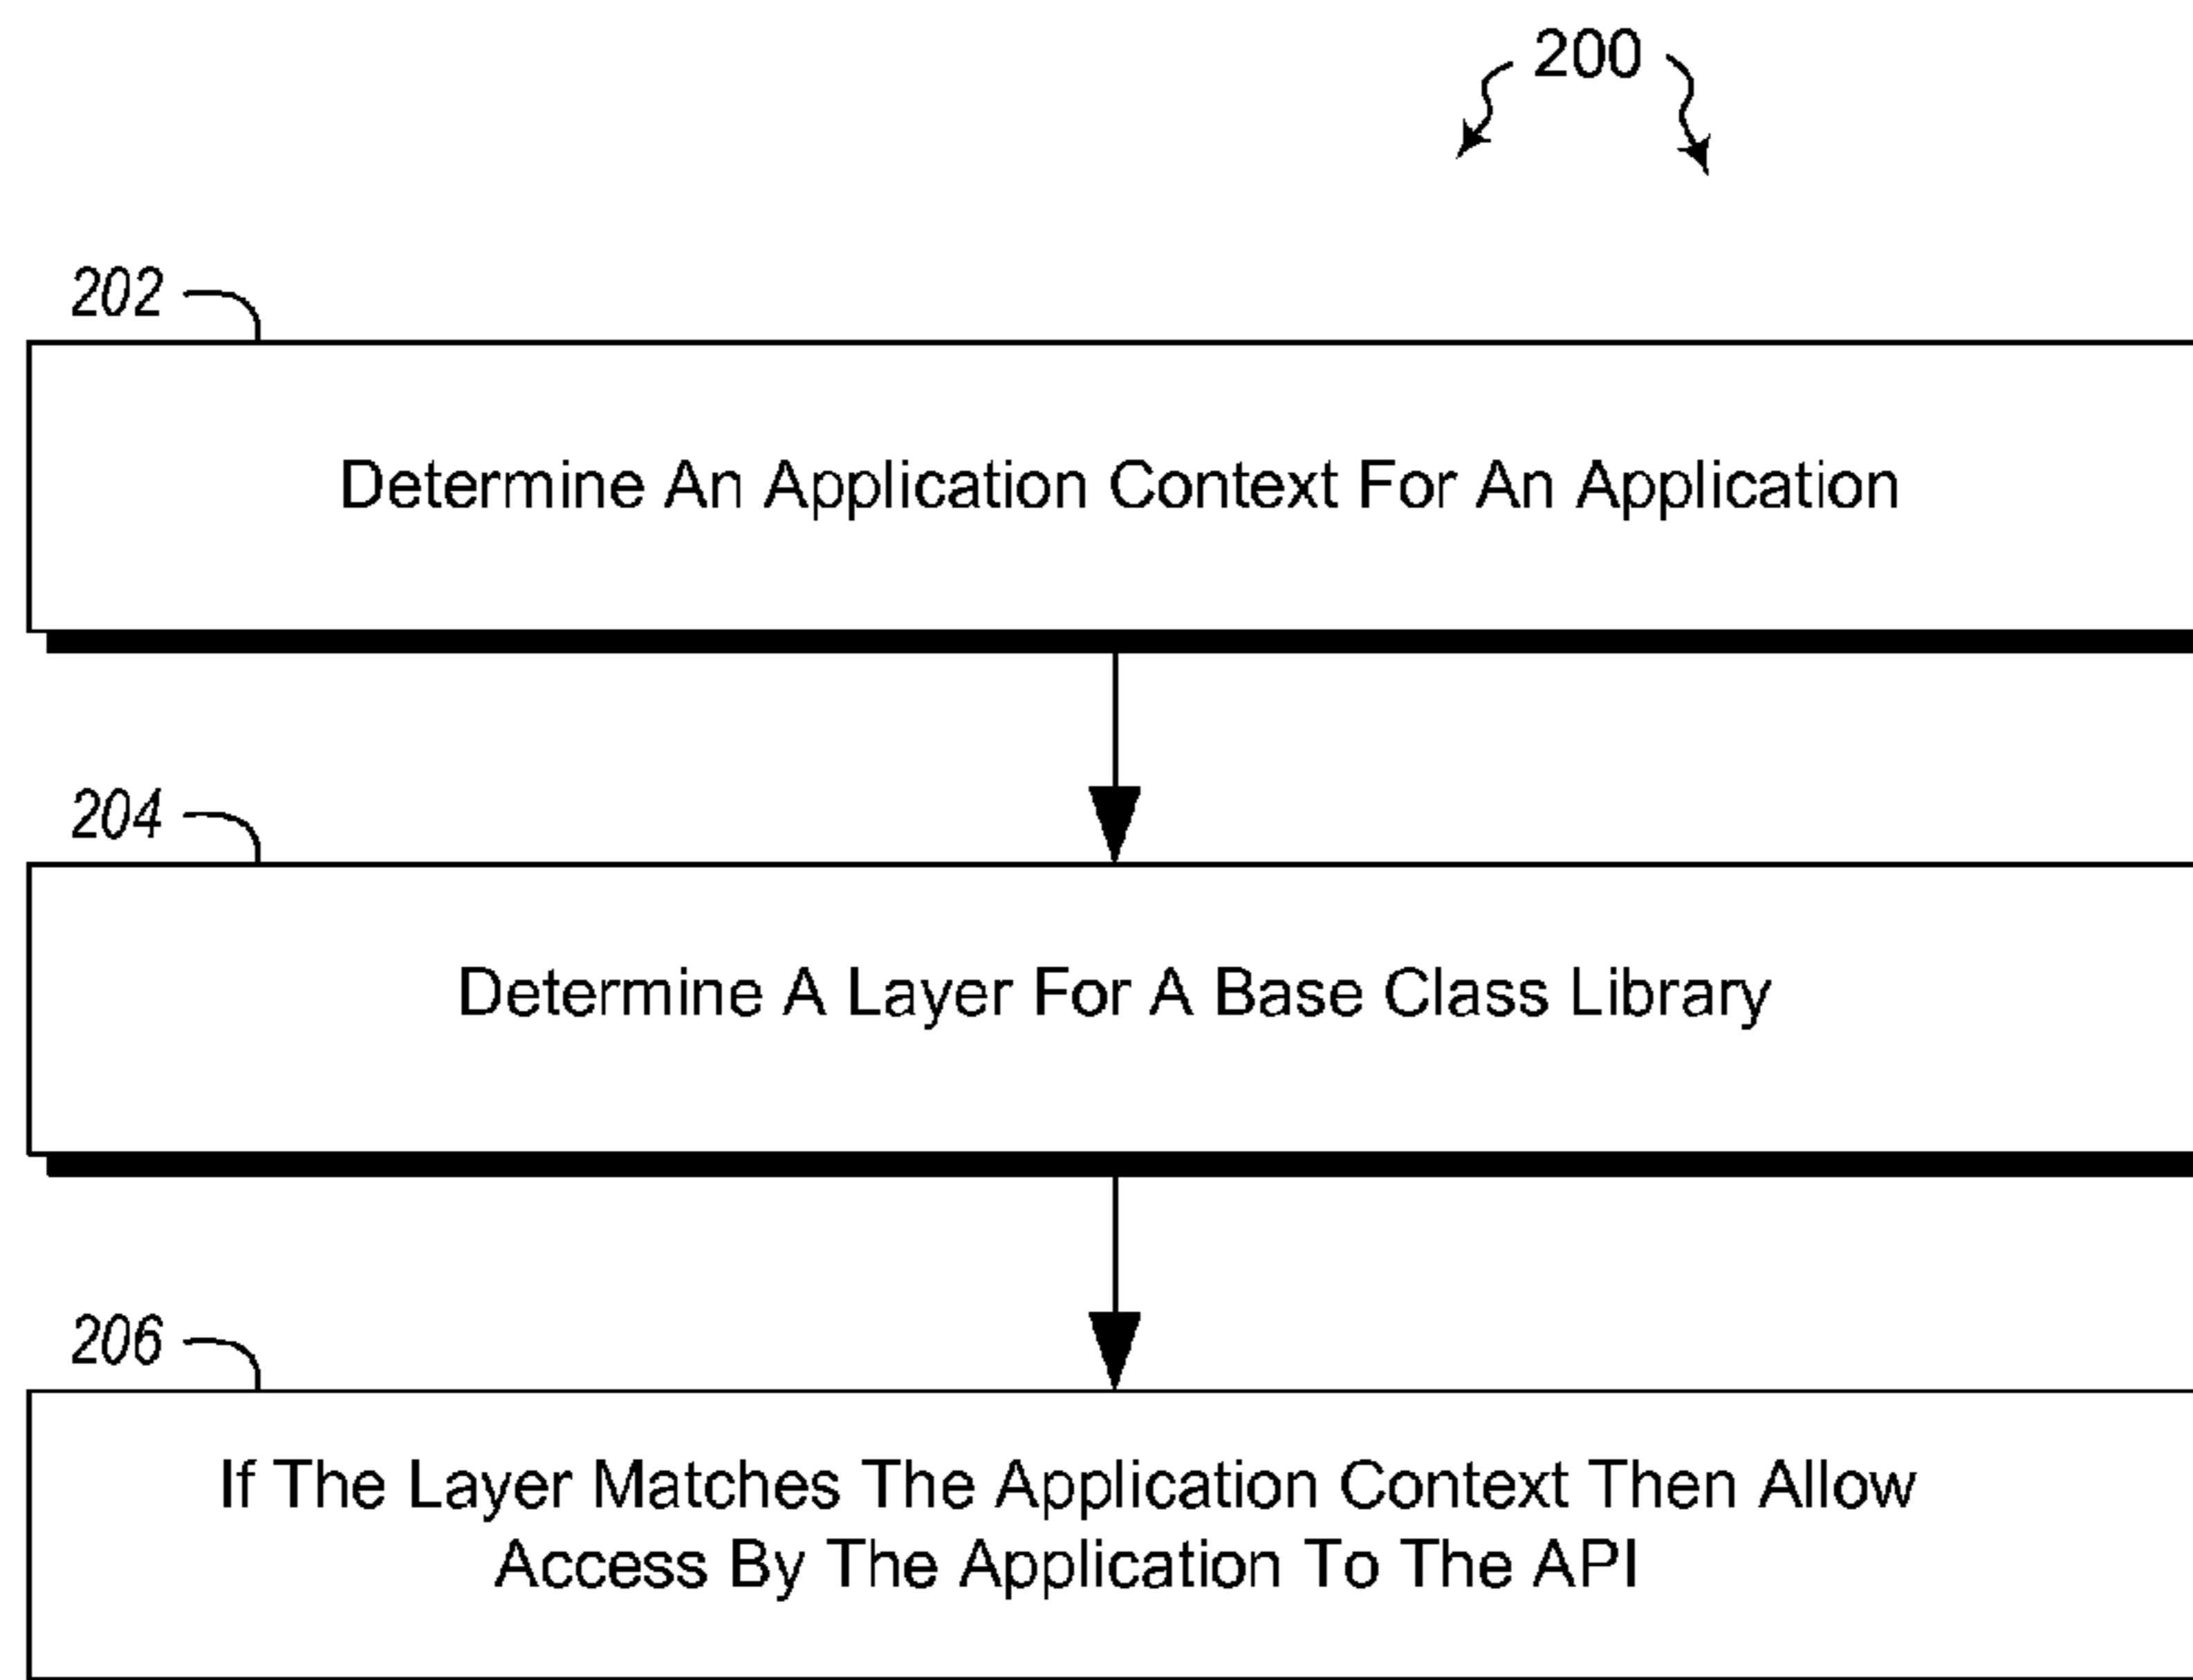 200
202
Determine An Application Context For An Application
204
Determine A Layer For A Base Class Library
206
If The Layer Matches The Application Context Then Allow
Access By The Application To The API